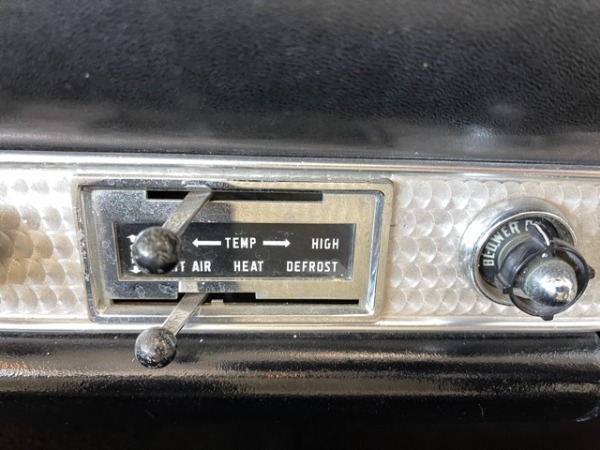 ← TEMP → HIGH
AIR HEAT DEFROST
BLOWER